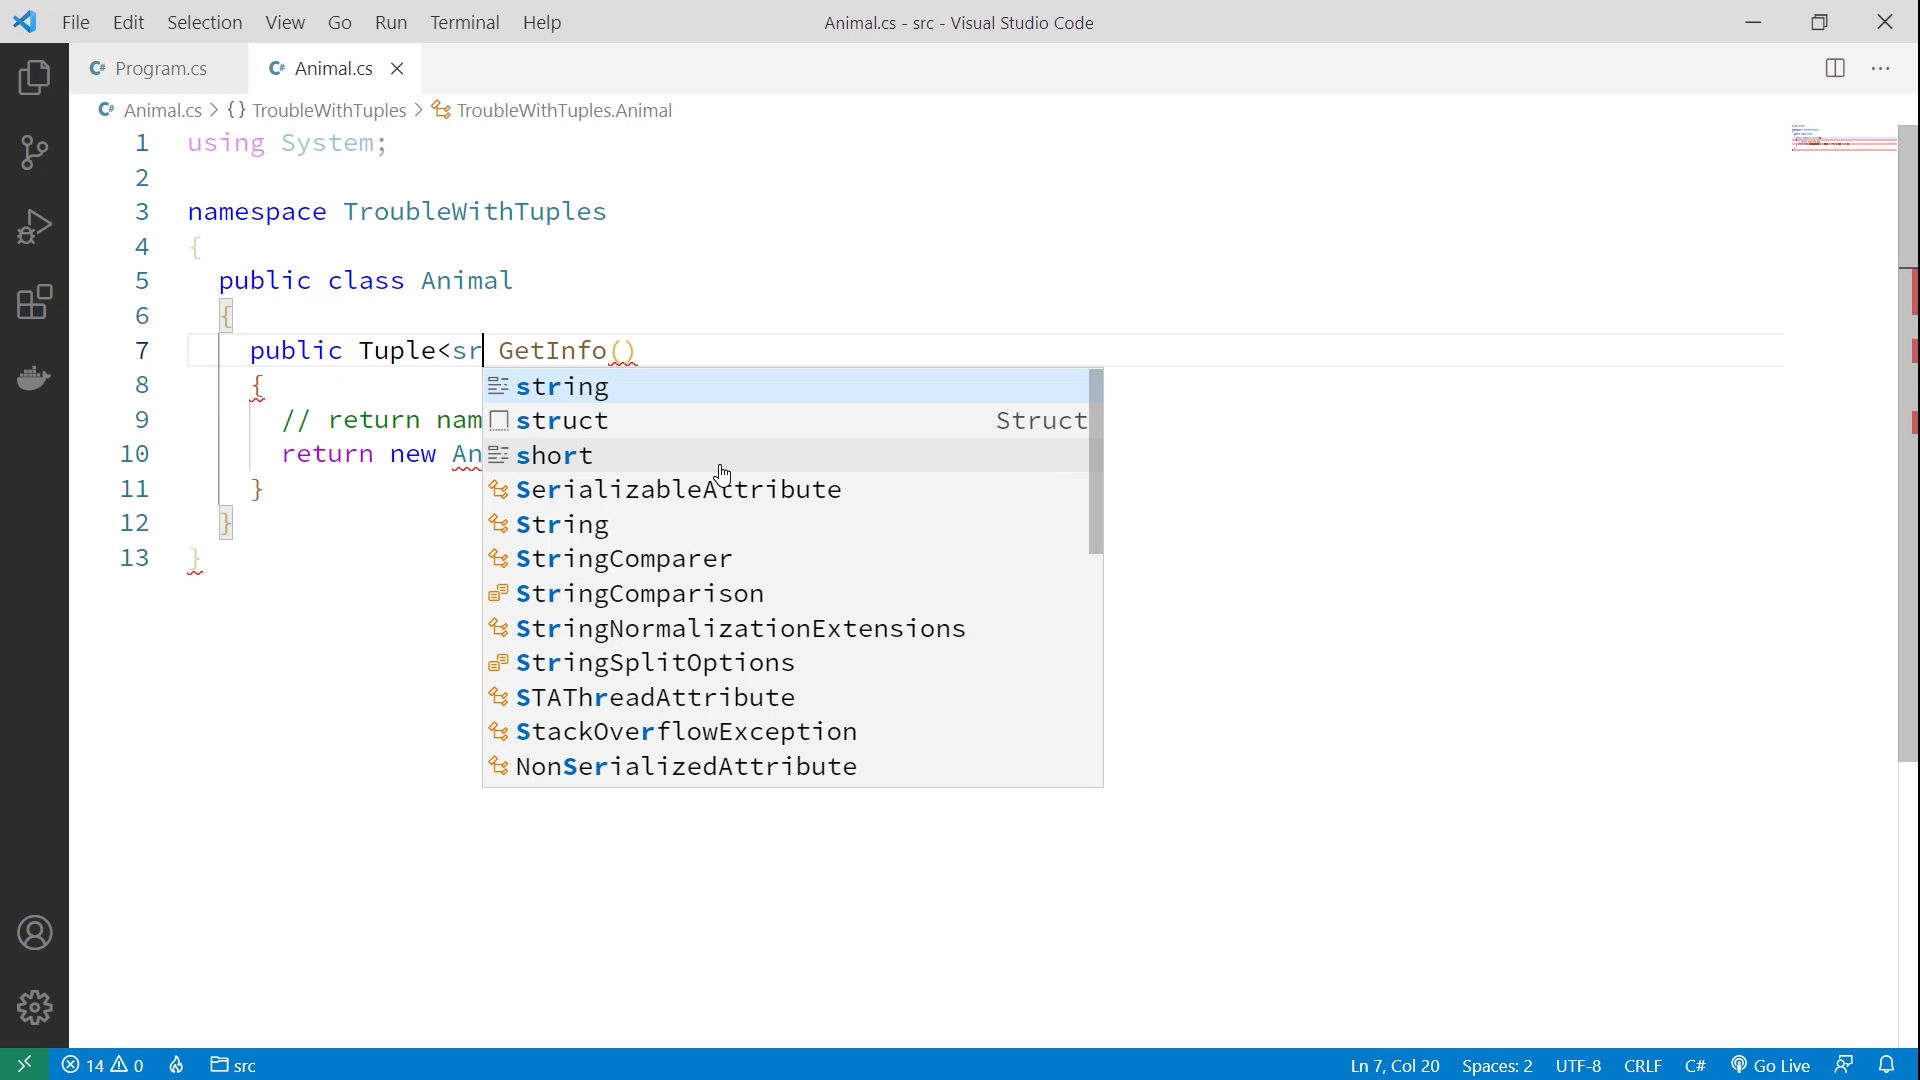 File Edit Selection View Go Run Terminal Help Animal.cs - src - Visual Studio Code
C# Program.cs C# Animal.cs
C# Animal.cs > {} TroubleWithTuples > TroubleWithTuples.Animal
1 using System;
2
3 namespace TroubleWithTuples
4 {
5 public class Animal
6 {
7 public Tuple<sr GetInfo()
8 {
9 // return nam
10 return new An
11 }
12 }
13 }
string
struct Struct
short
SerializableAttribute
String
StringComparer
StringComparison
StringNormalizationExtensions
StringSplitOptions
STAThreadAttribute
StackOverflowException
NonSerializedAttribute
14 0 src Ln 7, Col 20 Spaces: 2 UTF-8 CRLF C# Go Live